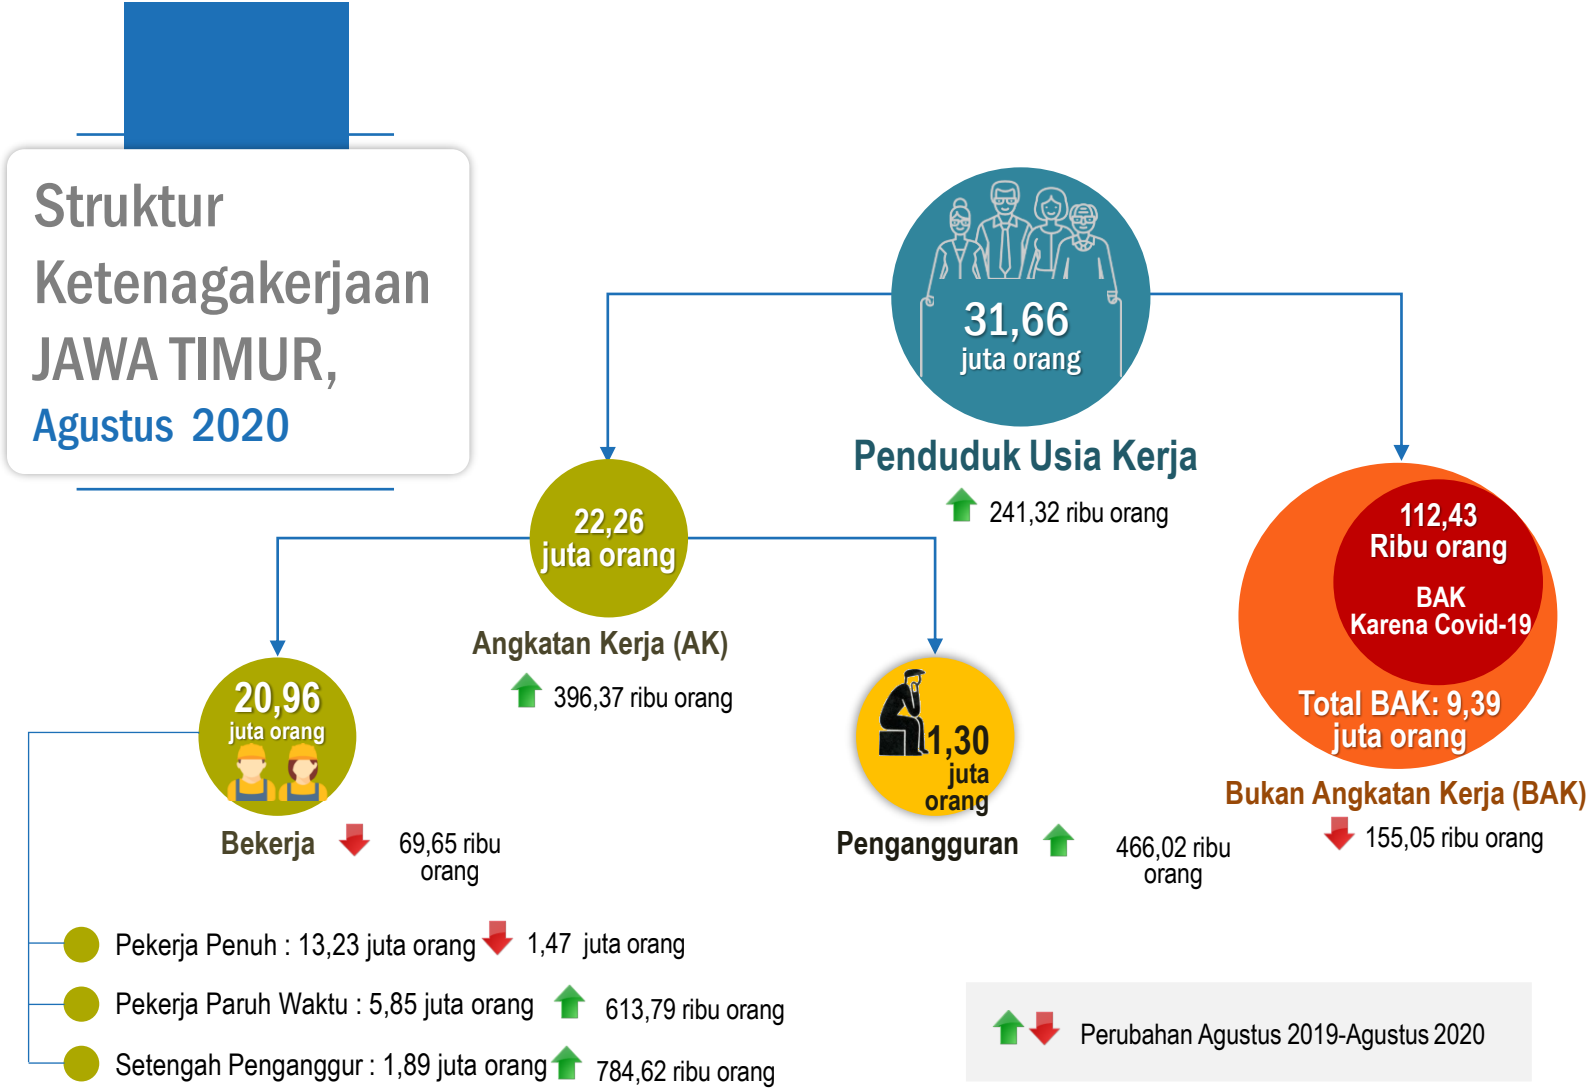 Struktur
Ketenagakerjaan
JAWA TIMUR,
Agustus 2020
31,66
juta orang
Penduduk Usia Kerja
241,32 ribu orang
22,26
juta orang
Angkatan Kerja (AK)
396,37 ribu orang
112,43
Ribu orang
BAK
Karena Covid-19
Total BAK: 9,39
juta orang
Bukan Angkatan Kerja (BAK)
155,05 ribu orang
20,96
juta orang
Bekerja
69,65 ribu
orang
1,30
juta
orang
Pengangguran
466,02 ribu
orang
Pekerja Penuh : 13,23 juta orang 1,47 juta orang
Pekerja Paruh Waktu : 5,85 juta orang 613,79 ribu orang
Setengah Penganggur : 1,89 juta orang 784,62 ribu orang
Perubahan Agustus 2019-Agustus 2020